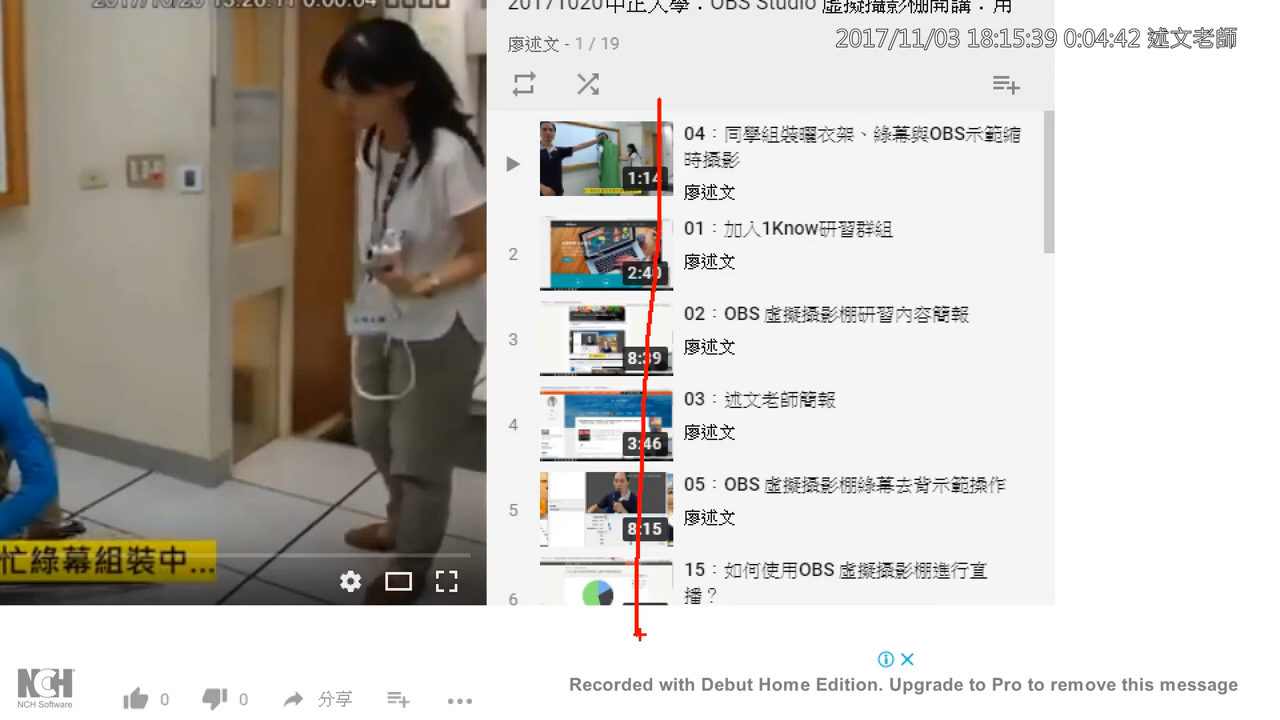 20171020中正大學：OBS Studio 虛擬攝影棚開講：用
廖述文 - 1 / 19
2017/11/03 18:15:39 0:04:42 述文老師
04：同學組裝曬衣架、綠幕與OBS示範縮
時攝影
廖述文
1:14
2
01：加入1Know研習群組
廖述文
2:40
3
02：OBS 虛擬攝影棚研習內容簡報
廖述文
8:39
4
03：述文老師簡報
廖述文
3:46
5
05：OBS 虛擬攝影棚綠幕去背示範操作
廖述文
8:15
6
15：如何使用OBS 虛擬攝影棚進行直
播？
忙綠幕組裝中...
NCH
NCH Software
0
0
分享
Recorded with Debut Home Edition. Upgrade to Pro to remove this message